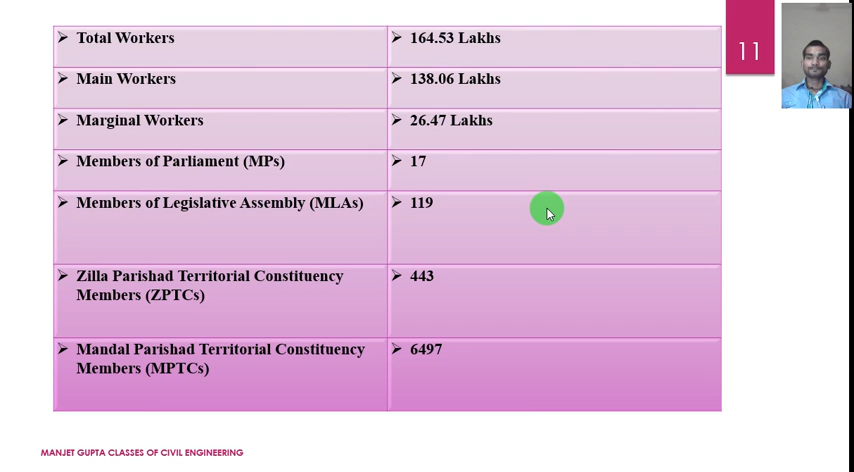 11
➢ Total Workers ➢ 164.53 Lakhs
➢ Main Workers ➢ 138.06 Lakhs
➢ Marginal Workers ➢ 26.47 Lakhs
➢ Members of Parliament (MPs) ➢ 17
➢ Members of Legislative Assembly (MLAs) ➢ 119
➢ Zilla Parishad Territorial Constituency ➢ 443
Members (ZPTCs)
➢ Mandal Parishad Territorial Constituency ➢ 6497
Members (MPTCs)
MANJET GUPTA CLASSES OF CIVIL ENGINEERING